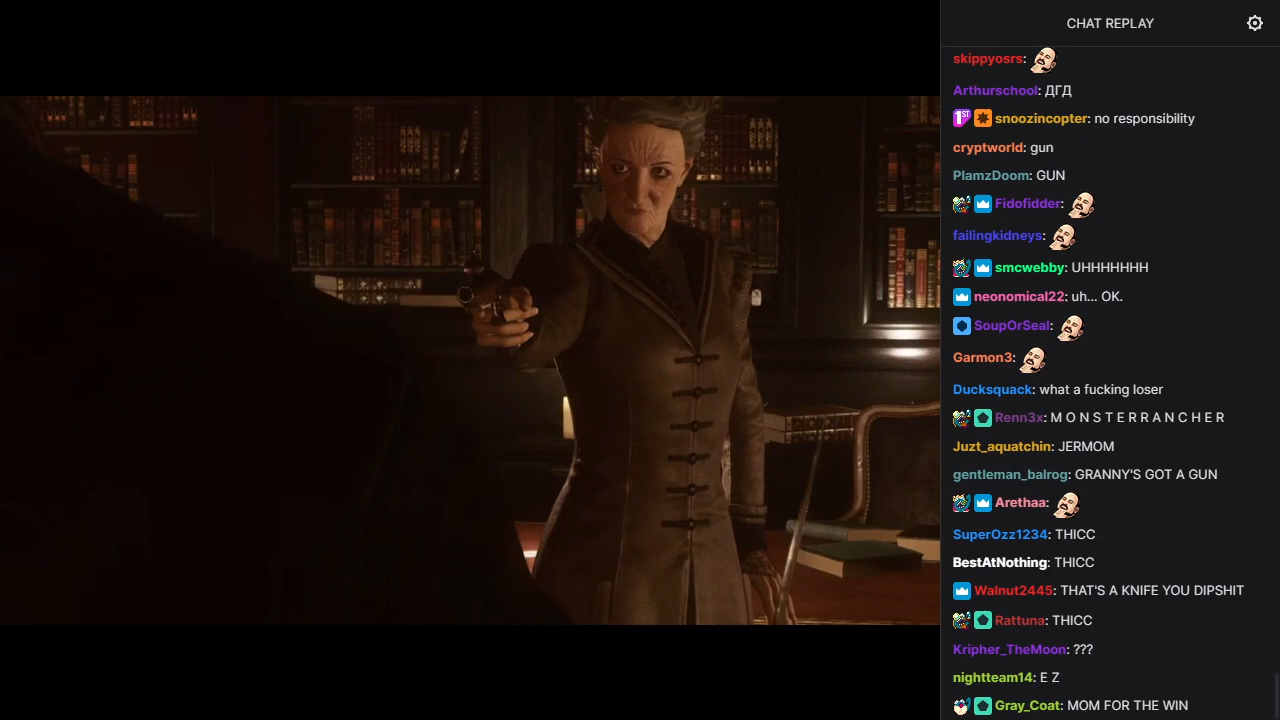 CHAT REPLAY
skippyosrs:
Arthurschool: ДГД
1ST snoozincopter: no responsibility
cryptworld: gun
PlamzDoom: GUN
Fidofidder:
failingkidneys:
smcwebby: UHHHHHHH
neonomical22: uh... OK.
SoupOrSeal:
Garmon3:
Ducksquack: what a fucking loser
Renn3x: M O N S T E R R A N C H E R
Juzt_aquatchin: JERMOM
gentleman_balrog: GRANNY'S GOT A GUN
Arethaa:
SuperOzz1234: THICC
BestAtNothing: THICC
Walnut2445: THAT'S A KNIFE YOU DIPSHIT
Rattuna: THICC
Kripher_TheMoon: ???
nightteam14: E Z
Gray_Coat: MOM FOR THE WIN